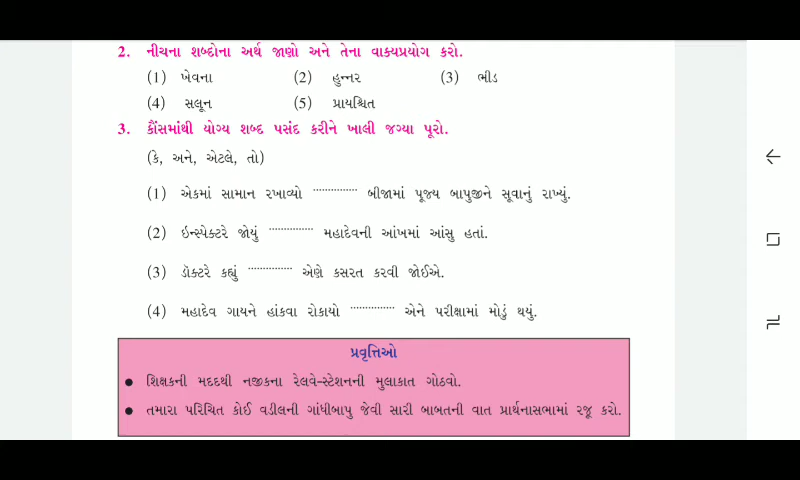 2. નીચના શબ્દોના અર્થ જાણો અને તેના વાક્યપ્રયોગ કરો.
(1) ખેવના (2) હુન્નર (3) ભીડ
(4) સલૂન (5) પ્રાયશ્ચિત
3. કૌંસમાંથી યોગ્ય શબ્દ પસંદ કરીને ખાલી જગ્યા પૂરો.
(કે, અને, એટલે, તો)
(1) એકમાં સામાન રખાવ્યો .............. બીજામાં પૂજ્ય બાપુજીને સૂવાનું રાખ્યું.
(2) ઇન્સ્પેક્ટરે જોયું .............. મહાદેવની આંખમાં આંસુ હતાં.
(3) ડૉક્ટરે કહ્યું .............. એણે કસરત કરવી જોઈએ.
(4) મહાદેવ ગાયને હાંકવા રોકાયો .............. એને પરીક્ષામાં મોડું થયું.
પ્રવૃત્તિઓ
● શિક્ષકની મદદથી નજીકના રેલવે-સ્ટેશનની મુલાકાત ગોઠવો.
● તમારા પરિચિત કોઈ વડીલની ગાંધીબાપુ જેવી સારી બાબતની વાત પ્રાર્થનાસભામાં રજૂ કરો.